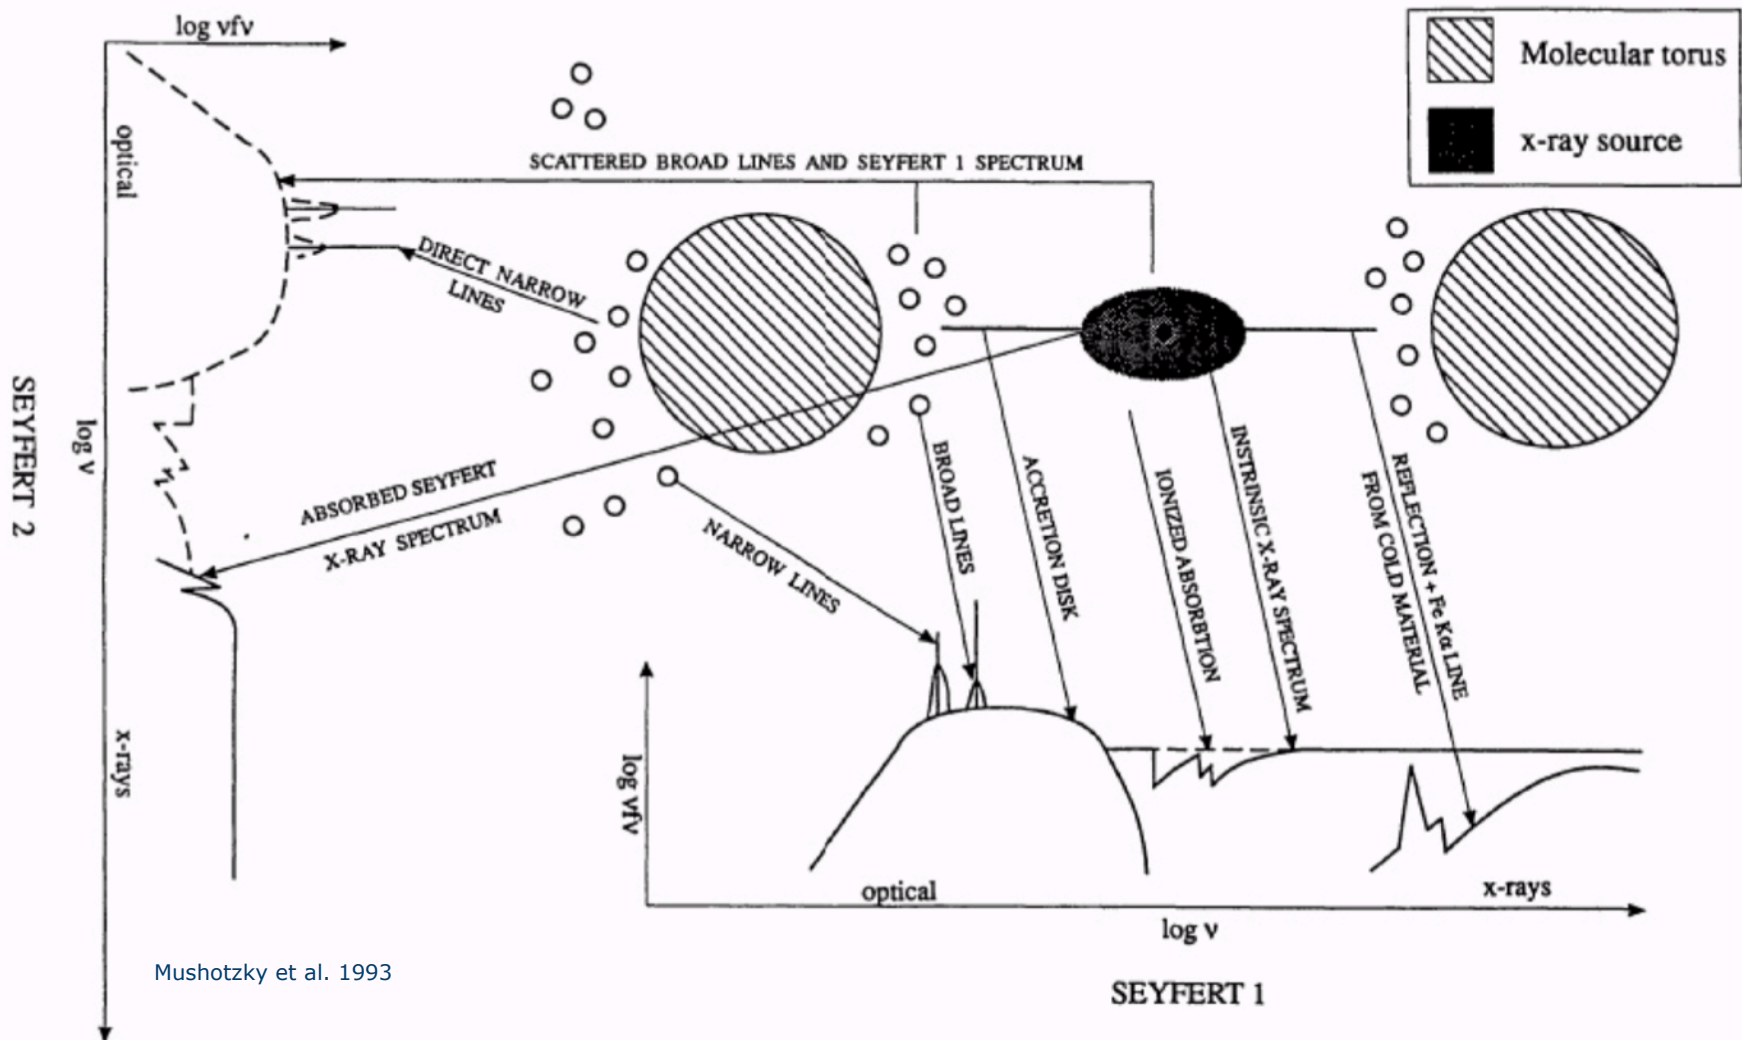 log νfν
Molecular torus
x-ray source
optical
SCATTERED BROAD LINES AND SEYFERT 1 SPECTRUM
DIRECT NARROW
LINES
SEYFERT 2
log ν
ABSORBED SEYFERT
X-RAY SPECTRUM
NARROW LINES
BROAD LINES
ACCRETION DISK
IONIZED ABSORBTION
INSTRINSIC X-RAY SPECTRUM
REFLECTION + Fe Kα LINE
FROM COLD MATERIAL
x-rays
log νfν
optical
x-rays
log ν
Mushotzky et al. 1993
SEYFERT 1